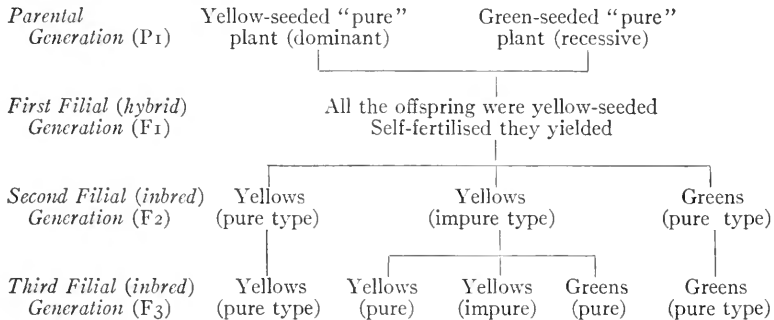 Parental Yellow-seeded “pure” Green-seeded “pure”
Generation (P1) plant (dominant) plant (recessive)
First Filial (hybrid) All the offspring were yellow-seeded
Generation (F1) Self-fertilised they yielded
Second Filial (inbred) Yellows Yellows Greens
Generation (F2) (pure type) (impure type) (pure type)
Third Filial (inbred) Yellows Yellows Yellows Greens Greens
Generation (F3) (pure type) (pure) (impure) (pure) (pure type)